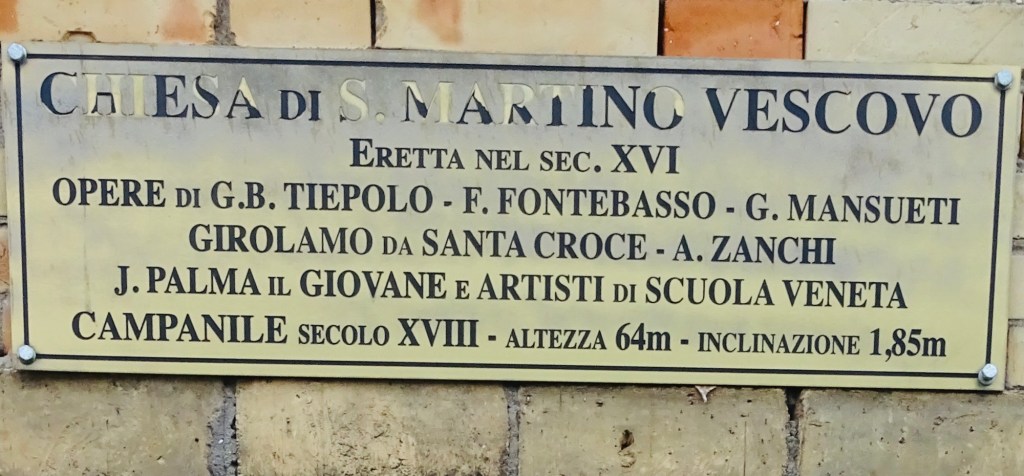 CHIESA DI S. MARTINO VESCOVO
ERETTA NEL SEC. XVI
OPERE DI G.B. TIEPOLO - F. FONTEBASSO - G. MANSUETI
GIROLAMO DA SANTA CROCE - A. ZANCHI
J. PALMA IL GIOVANE E ARTISTI DI SCUOLA VENETA
CAMPANILE SECOLO XVIII - ALTEZZA 64m - INCLINAZIONE 1,85m